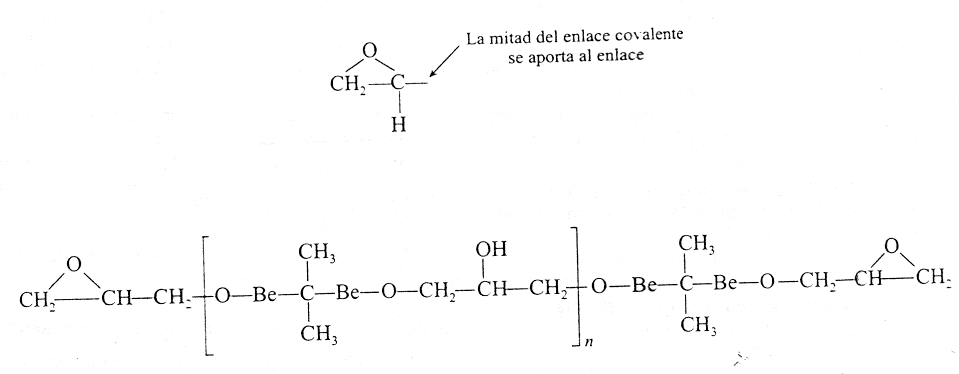 La mitad del enlace covalente
se aporta al enlace
O
CH₂—C—
H
CH₃ OH CH₃
O O
CH₂—CH—CH₂—O—Be—C—Be—O—CH₂—CH—CH₂—O—Be—C—Be—O—CH₂—CH—CH₂
CH₃ CH₃
n